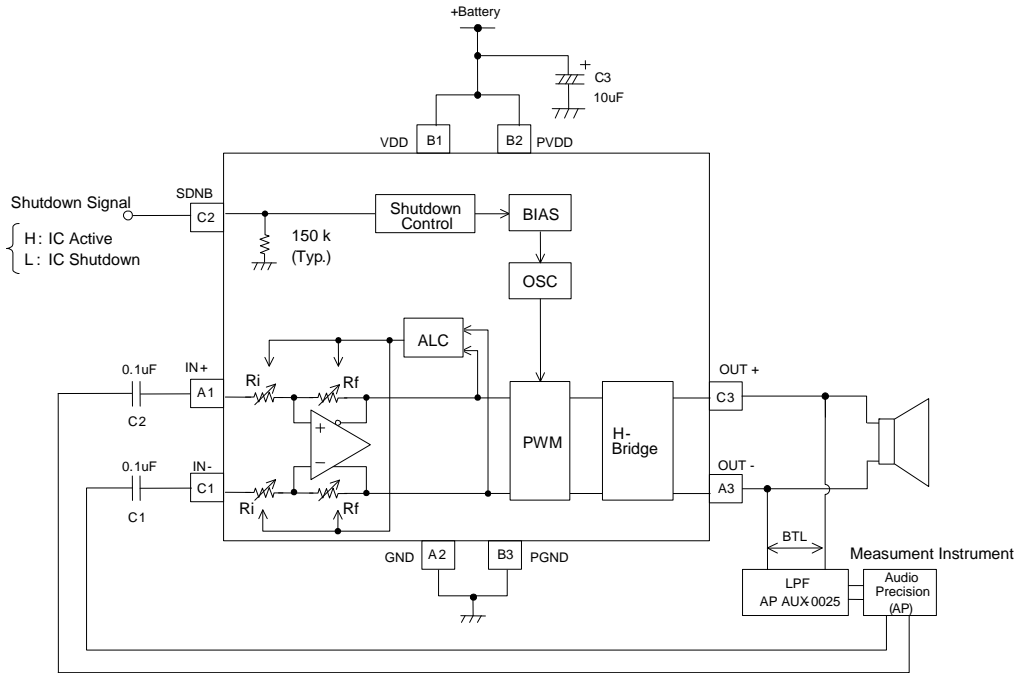 +Battery
+
C3
10uF
VDD
B1
B2
PVDD
SDNB
Shutdown Signal
C2
H : IC Active
L : IC Shutdown
150 k
(Typ.)
Shutdown
Control
BIAS
OSC
ALC
0.1uF
IN+
A1
C2
Ri
Rf
+
−
0.1uF
IN-
C1
C1
Ri
Rf
PWM
H-
Bridge
OUT +
C3
OUT -
A3
GND
A2
B3
PGND
BTL
Measument Instrument
LPF
AP AUX-0025
Audio
Precision
(AP)